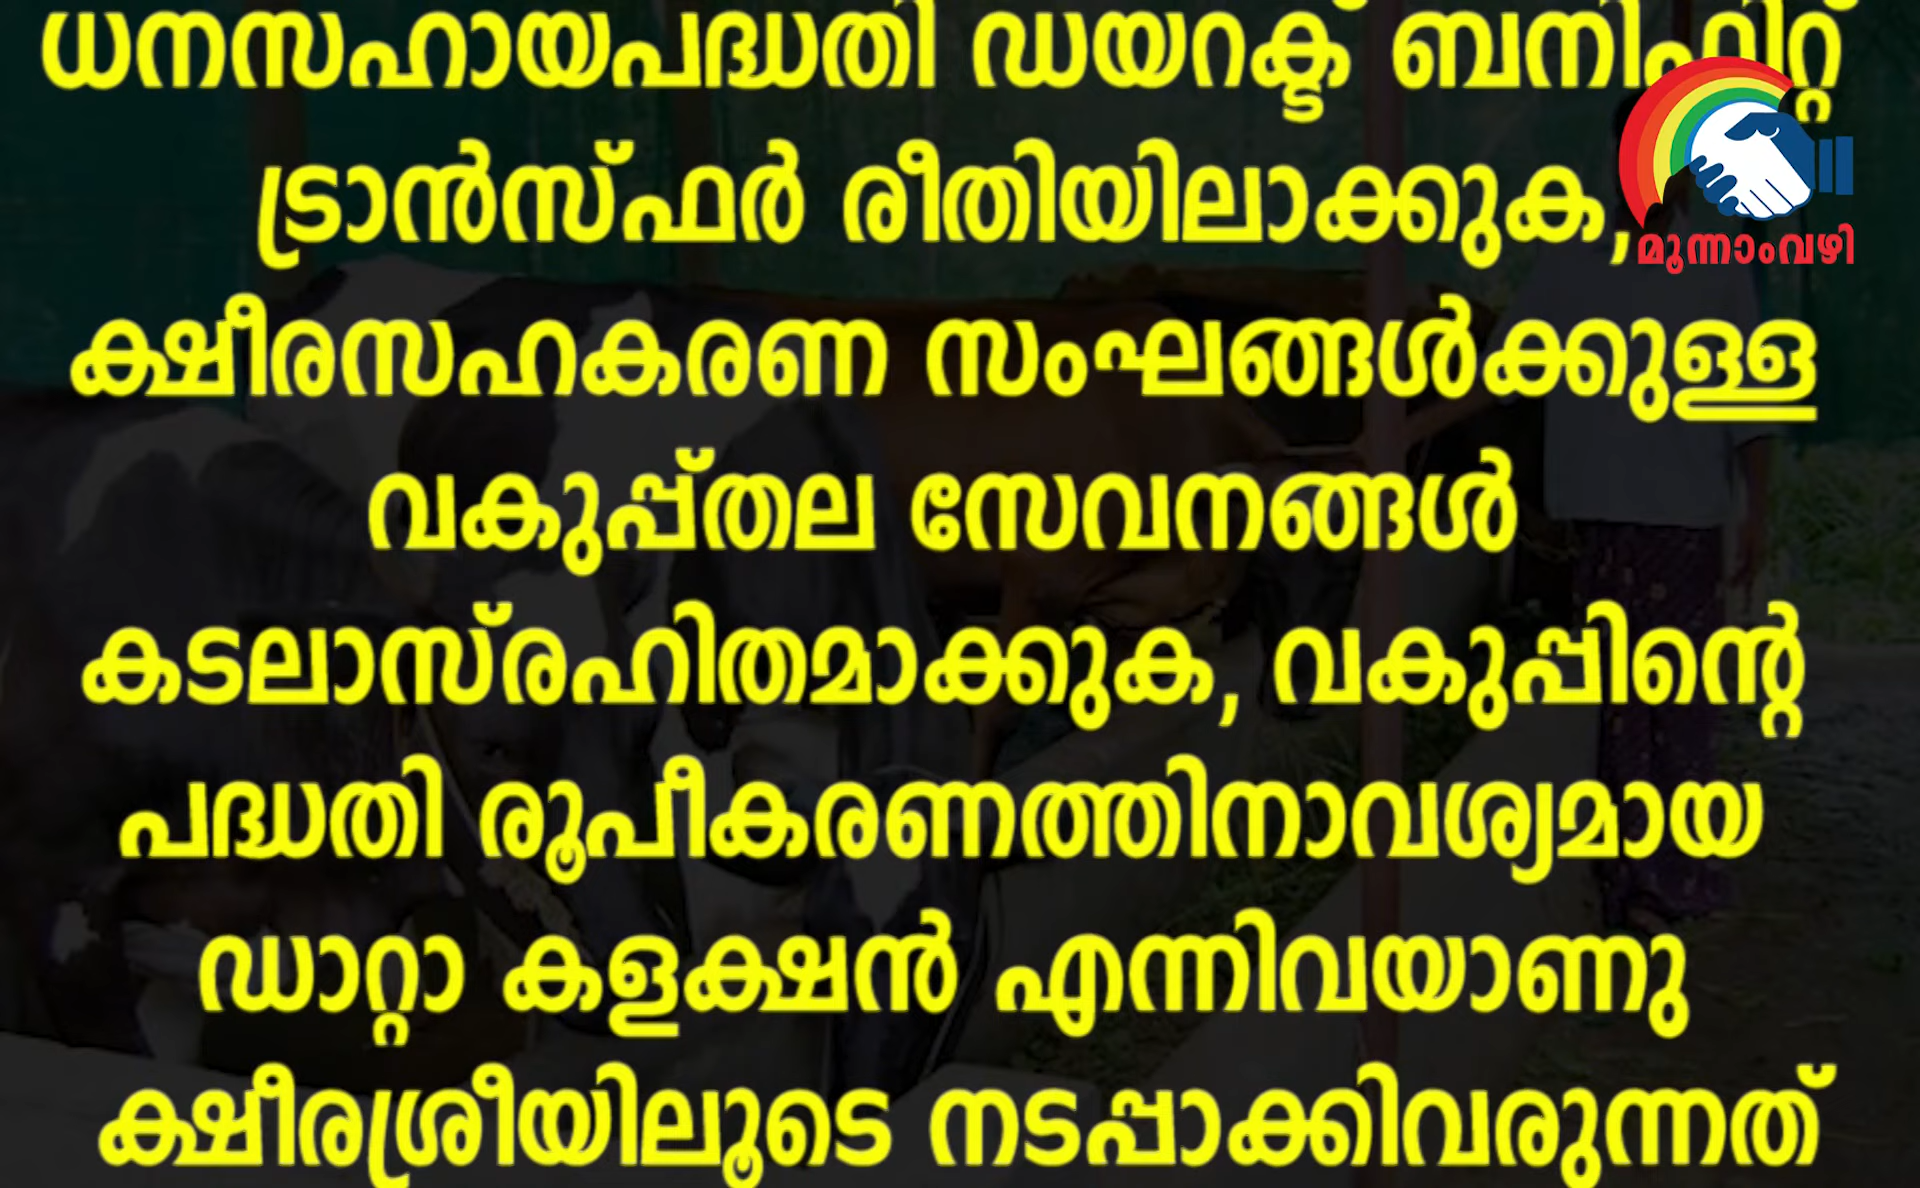 ധനസഹായപദ്ധതി ഡയറക്ട് ബനിഫിറ്റ്
ട്രാൻസ്ഫർ രീതിയിലാക്കുക,
മൂന്നാംവഴി
ക്ഷീരസഹകരണ സംഘങ്ങൾക്കുള്ള
വകുപ്പ്തല സേവനങ്ങൾ
കടലാസ്രഹിതമാക്കുക, വകുപ്പിന്റെ
പദ്ധതി രൂപീകരണത്തിനാവശ്യമായ
ഡാറ്റാ കളക്ഷൻ എന്നിവയാണു
ക്ഷീരശ്രീയിലൂടെ നടപ്പാക്കിവരുന്നത്